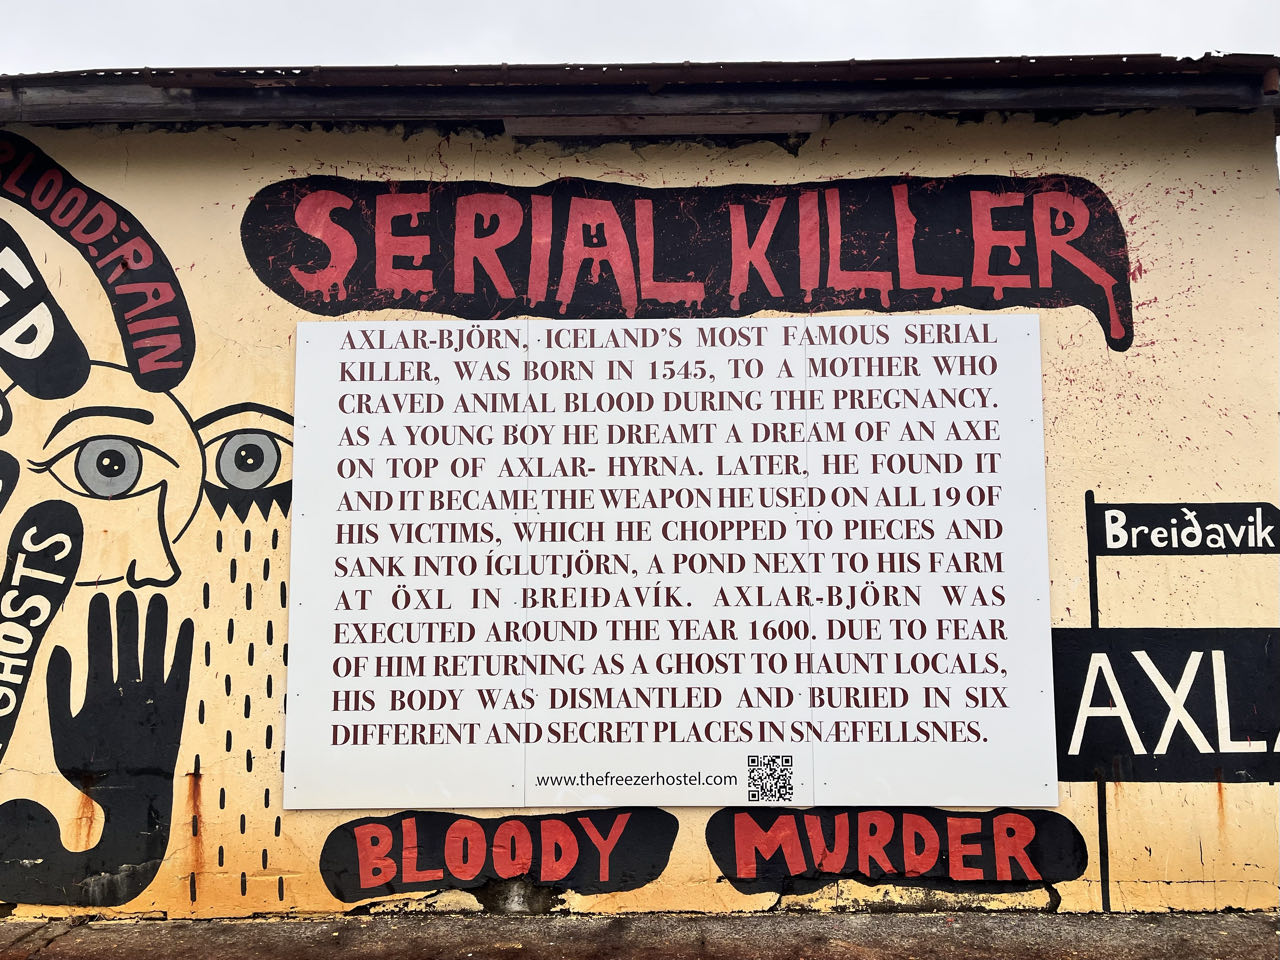 BLOOD-RAIN
SERIAL KILLER
AXLAR-BJÖRN, ICELAND'S MOST FAMOUS SERIAL
KILLER, WAS BORN IN 1545, TO A MOTHER WHO
CRAVED ANIMAL BLOOD DURING THE PREGNANCY.
AS A YOUNG BOY HE DREAMT A DREAM OF AN AXE
ON TOP OF AXLAR- HYRNA. LATER, HE FOUND IT
AND IT BECAME THE WEAPON HE USED ON ALL 19 OF
HIS VICTIMS, WHICH HE CHOPPED TO PIECES AND
SANK INTO ÍGLUTJÖRN, A POND NEXT TO HIS FARM
AT ÖXL IN BREIÐAVÍK. AXLAR-BJÖRN WAS
EXECUTED AROUND THE YEAR 1600. DUE TO FEAR
OF HIM RETURNING AS A GHOST TO HAUNT LOCALS,
HIS BODY WAS DISMANTLED AND BURIED IN SIX
DIFFERENT AND SECRET PLACES IN SNÆFELLSNES.
www.thefreezerhostel.com
BLOODY MURDER
GHOSTS
Breiðavik
AXL